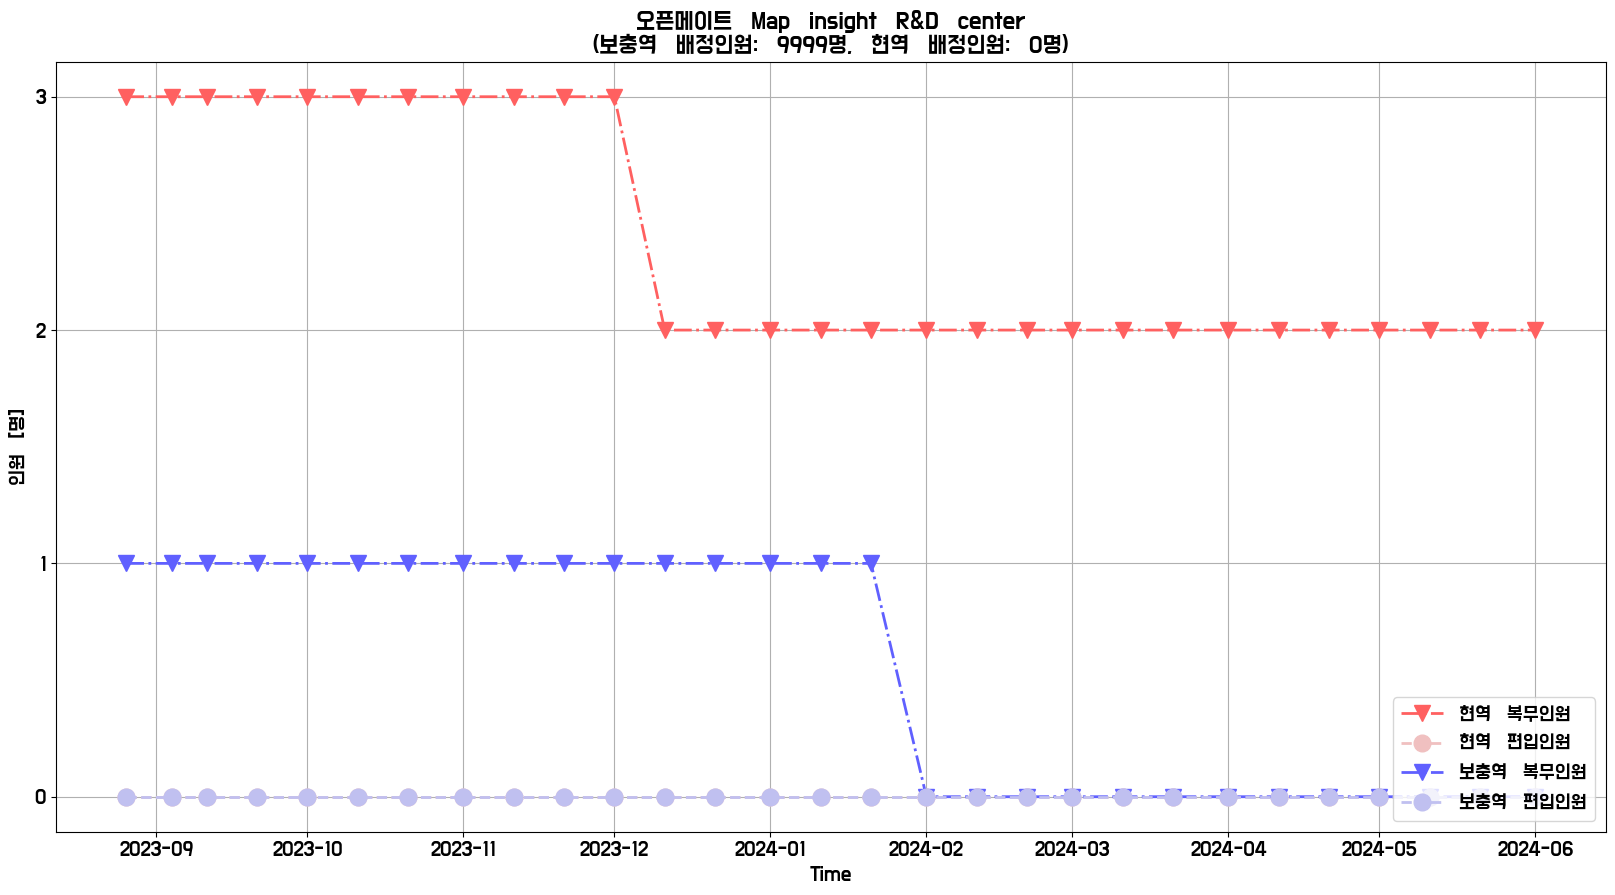 오픈메이트 Map insight R&D center
(보충역 배정인원: 9999명, 현역 배정인원: 0명)
인원 [명]
3
2
1
0
현역 복무인원
현역 편입인원
보충역 복무인원
보충역 편입인원
2023-09 2023-10 2023-11 2023-12 2024-01 2024-02 2024-03 2024-04 2024-05 2024-06
Time